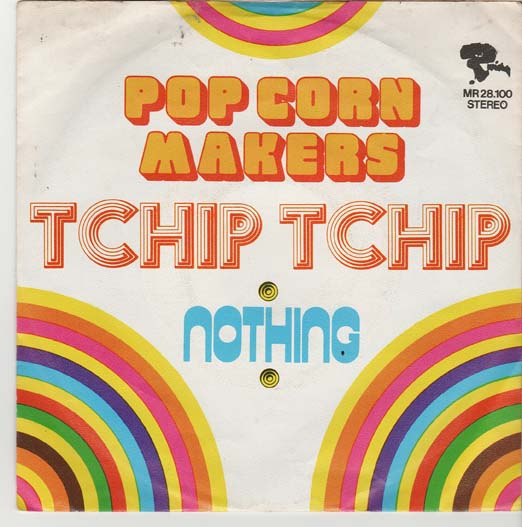 POP CORN
MAKERS
TCHIP TCHIP
NOTHING
MR 28.100
STEREO